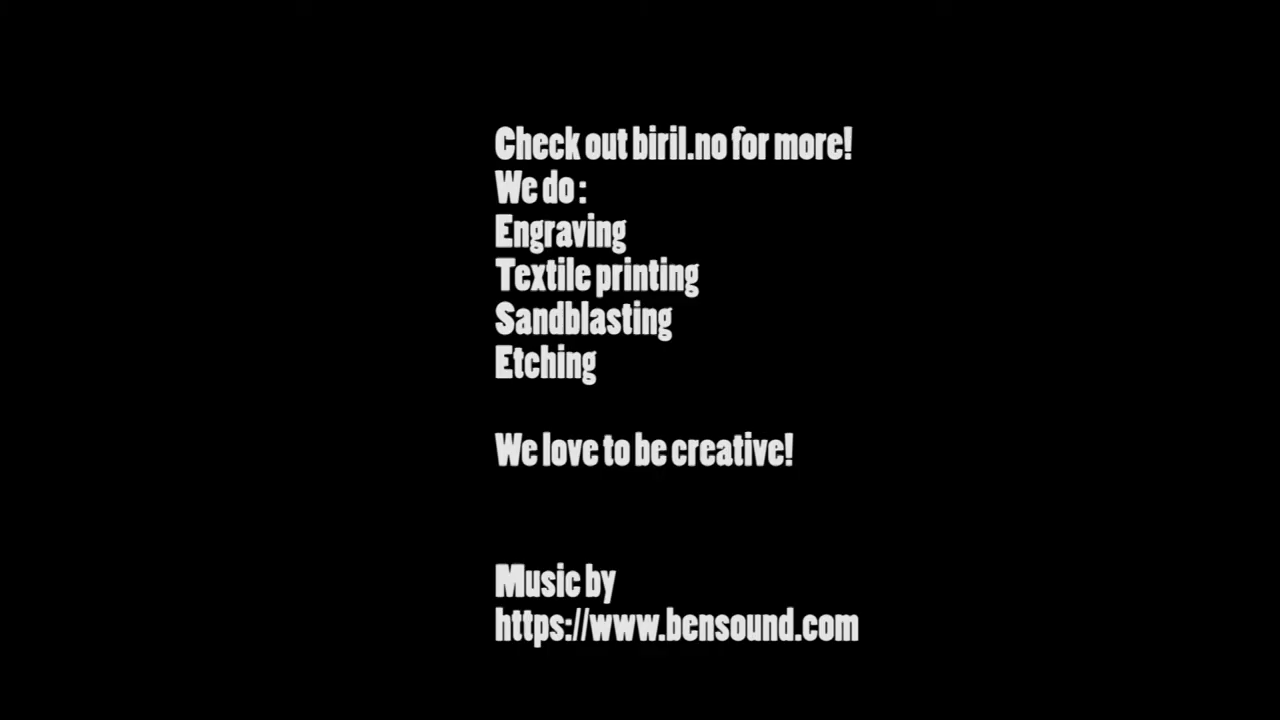 Check out biril.no for more!
We do :
Engraving
Textile printing
Sandblasting
Etching
We love to be creative!
Music by
https://www.bensound.com